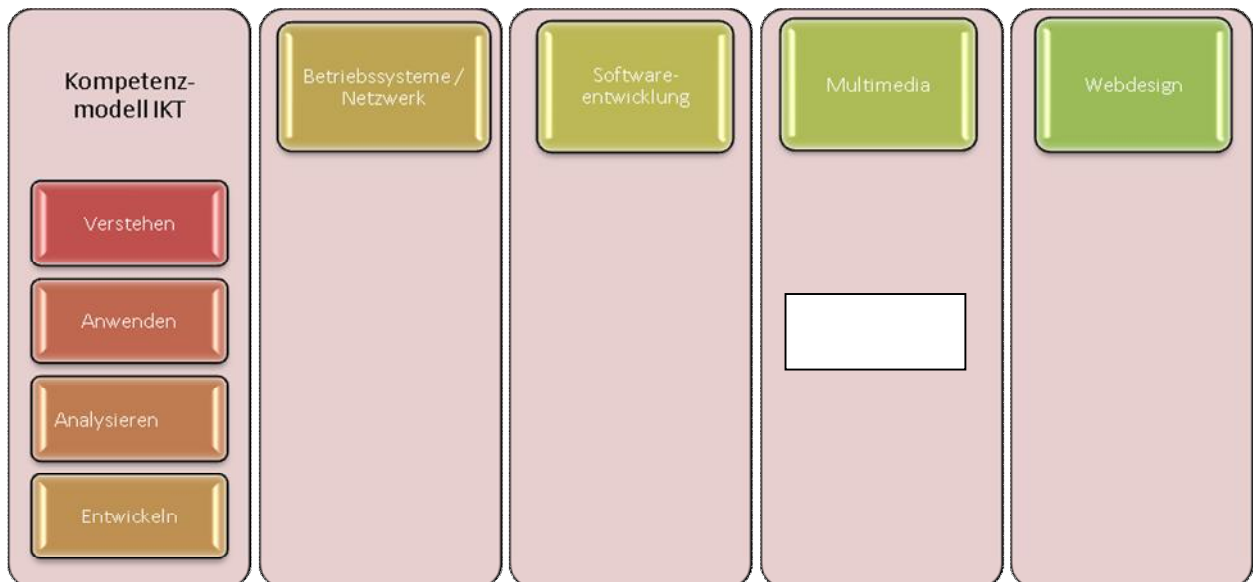 Kompetenz-
modell IKT
Verstehen
Anwenden
Analysieren
Entwickeln
Betriebssysteme /
Netzwerk
Software-
entwicklung
Multimedia
Webdesign